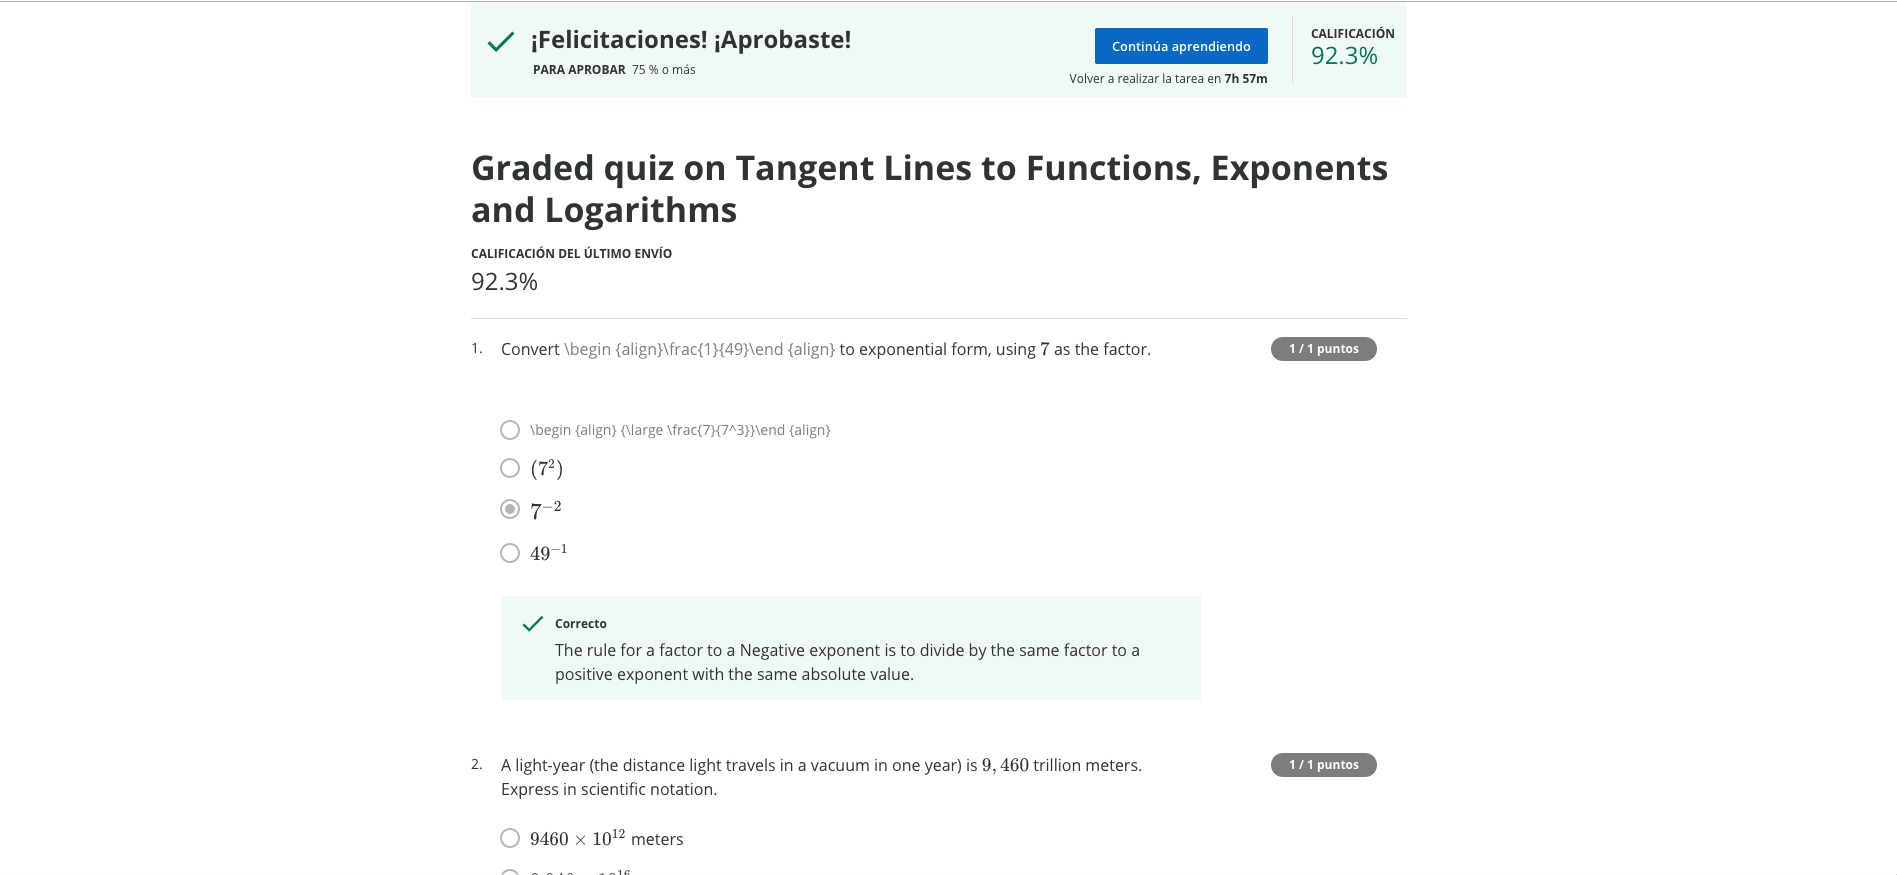 ¡Felicitaciones! ¡Aprobaste!
PARA APROBAR 75 % o más
Continúa aprendiendo
Volver a realizar la tarea en 7h 57m
CALIFICACIÓN
92.3%
Graded quiz on Tangent Lines to Functions, Exponents
and Logarithms
CALIFICACIÓN DEL ÚLTIMO ENVÍO
92.3%
1. Convert \begin {align}\frac{1}{49}\end {align} to exponential form, using 7 as the factor.
1 / 1 puntos
\begin {align} {\large \frac{7}{7^3}}\end {align}
(7²)
7⁻²
49⁻¹
Correcto
The rule for a factor to a Negative exponent is to divide by the same factor to a
positive exponent with the same absolute value.
2. A light-year (the distance light travels in a vacuum in one year) is 9,460 trillion meters.
Express in scientific notation.
1 / 1 puntos
9460 × 10¹² meters